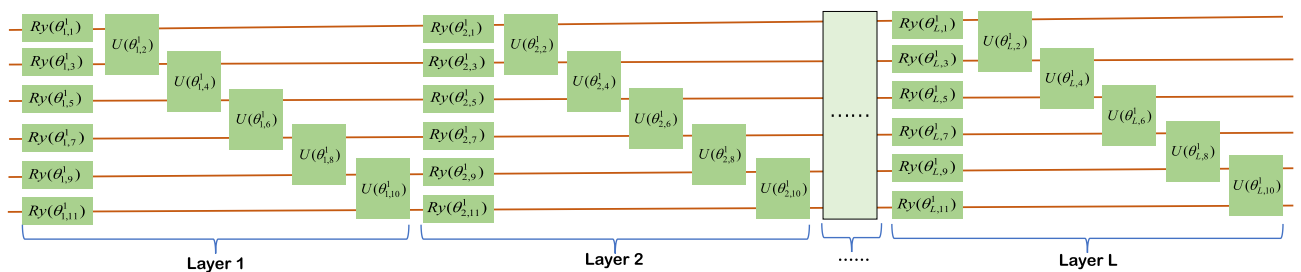 Ry(θ¹₁,₁) U(θ¹₁,₂) Ry(θ¹₂,₁) U(θ¹₂,₂) Ry(θ¹L,₁) U(θ¹L,₂)
Ry(θ¹₁,₃) U(θ¹₁,₄) Ry(θ¹₂,₃) U(θ¹₂,₄) Ry(θ¹L,₃) U(θ¹L,₄)
Ry(θ¹₁,₅) U(θ¹₁,₆) Ry(θ¹₂,₅) U(θ¹₂,₆) ...... Ry(θ¹L,₅) U(θ¹L,₆)
Ry(θ¹₁,₇) U(θ¹₁,₈) Ry(θ¹₂,₇) U(θ¹₂,₈) Ry(θ¹L,₇) U(θ¹L,₈)
Ry(θ¹₁,₉) U(θ¹₁,₁₀) Ry(θ¹₂,₉) U(θ¹₂,₁₀) Ry(θ¹L,₉) U(θ¹L,₁₀)
Ry(θ¹₁,₁₁) Ry(θ¹₂,₁₁) Ry(θ¹L,₁₁)
Layer 1 Layer 2 ...... Layer L